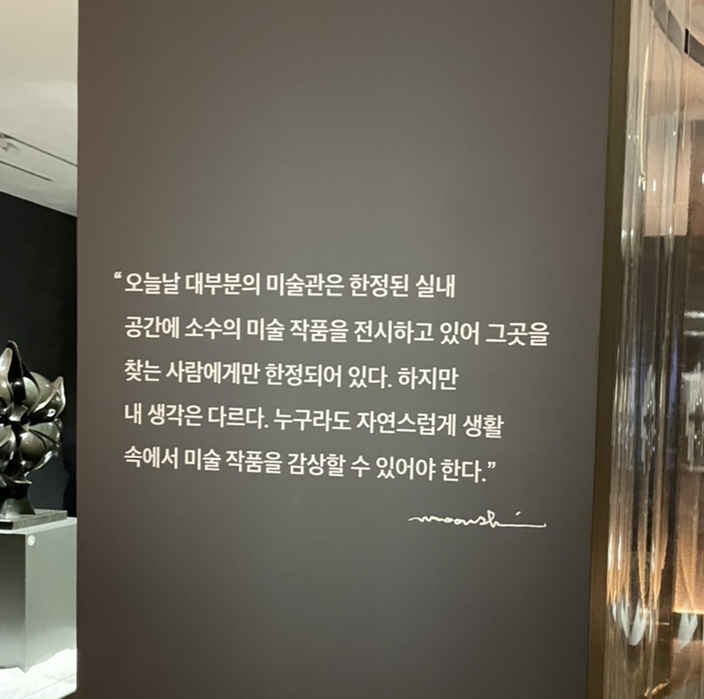 “오늘날 대부분의 미술관은 한정된 실내
공간에 소수의 미술 작품을 전시하고 있어 그곳을
찾는 사람에게만 한정되어 있다. 하지만
내 생각은 다르다. 누구라도 자연스럽게 생활
속에서 미술 작품을 감상할 수 있어야 한다.”
moonshin